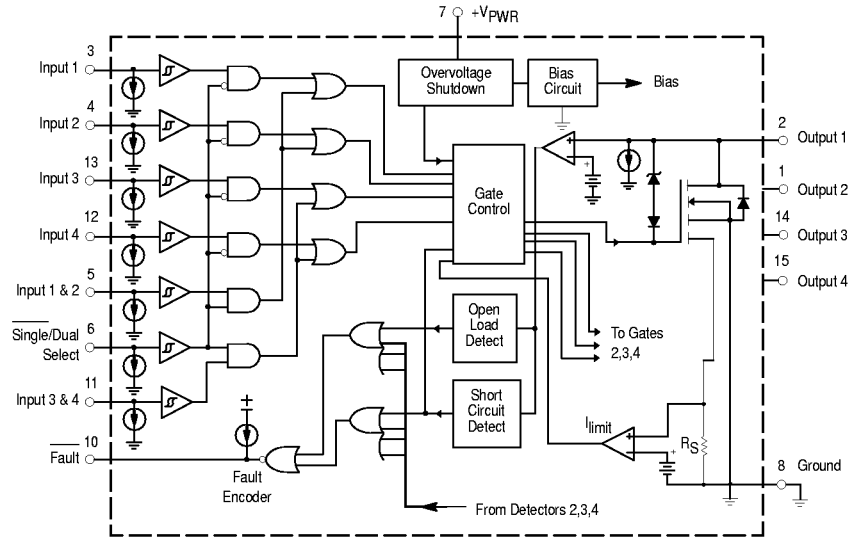 7 +VPWR
3
Input 1
Overvoltage
Shutdown
Bias
Circuit
Bias
4
Input 2
2
Output 1
13
Input 3
1
Output 2
Gate
Control
12
Input 4
14
Output 3
15
Output 4
5
Input 1 & 2
6
Single/Dual
Select
Open
Load
Detect
To Gates
2,3,4
11
Input 3 & 4
Short
Circuit
Detect
Ilimit
RS
10
Fault
8 Ground
Fault
Encoder
From Detectors 2,3,4